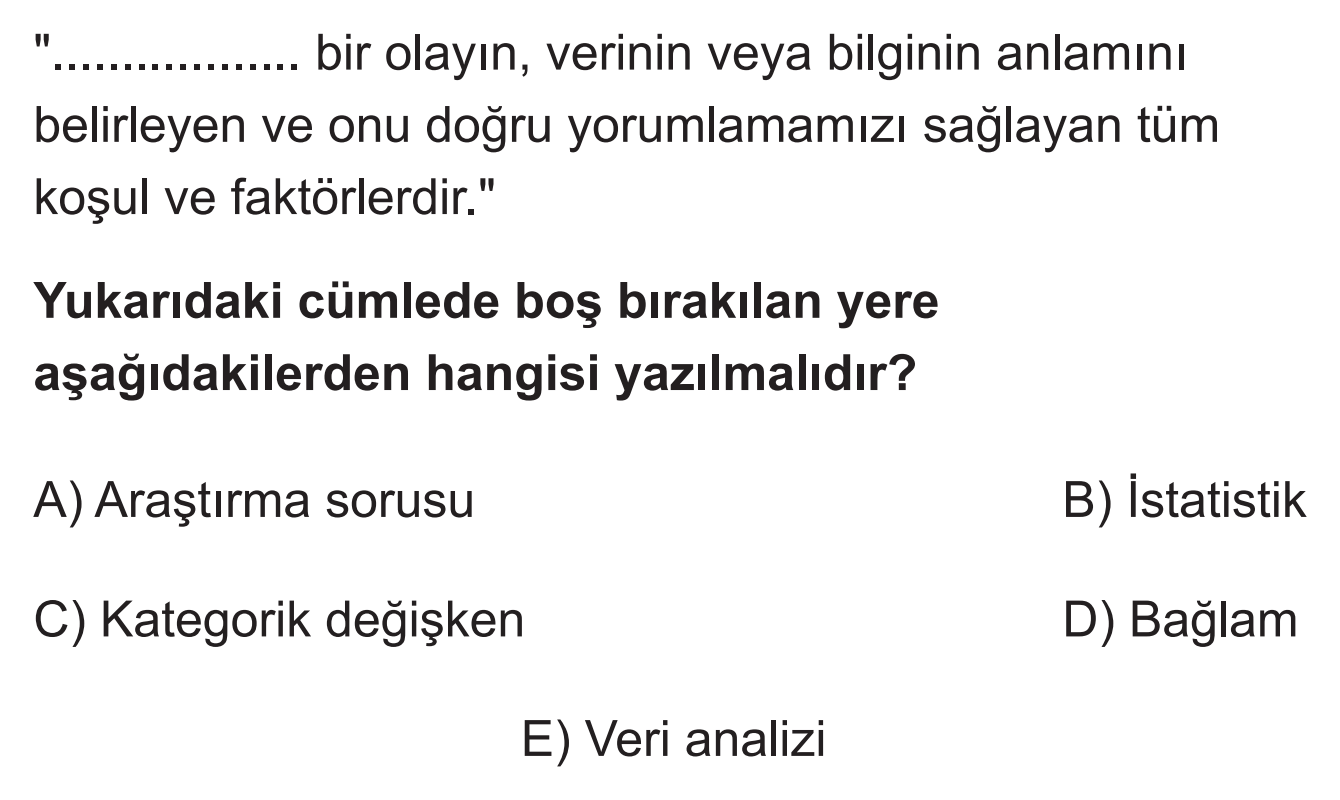 ".................. bir olayın, verinin veya bilginin anlamını
belirleyen ve onu doğru yorumlamamızı sağlayan tüm
koşul ve faktörlerdir."
Yukarıdaki cümlede boş bırakılan yere
aşağıdakilerden hangisi yazılmalıdır?
A) Araştırma sorusu B) İstatistik
C) Kategorik değişken D) Bağlam
E) Veri analizi